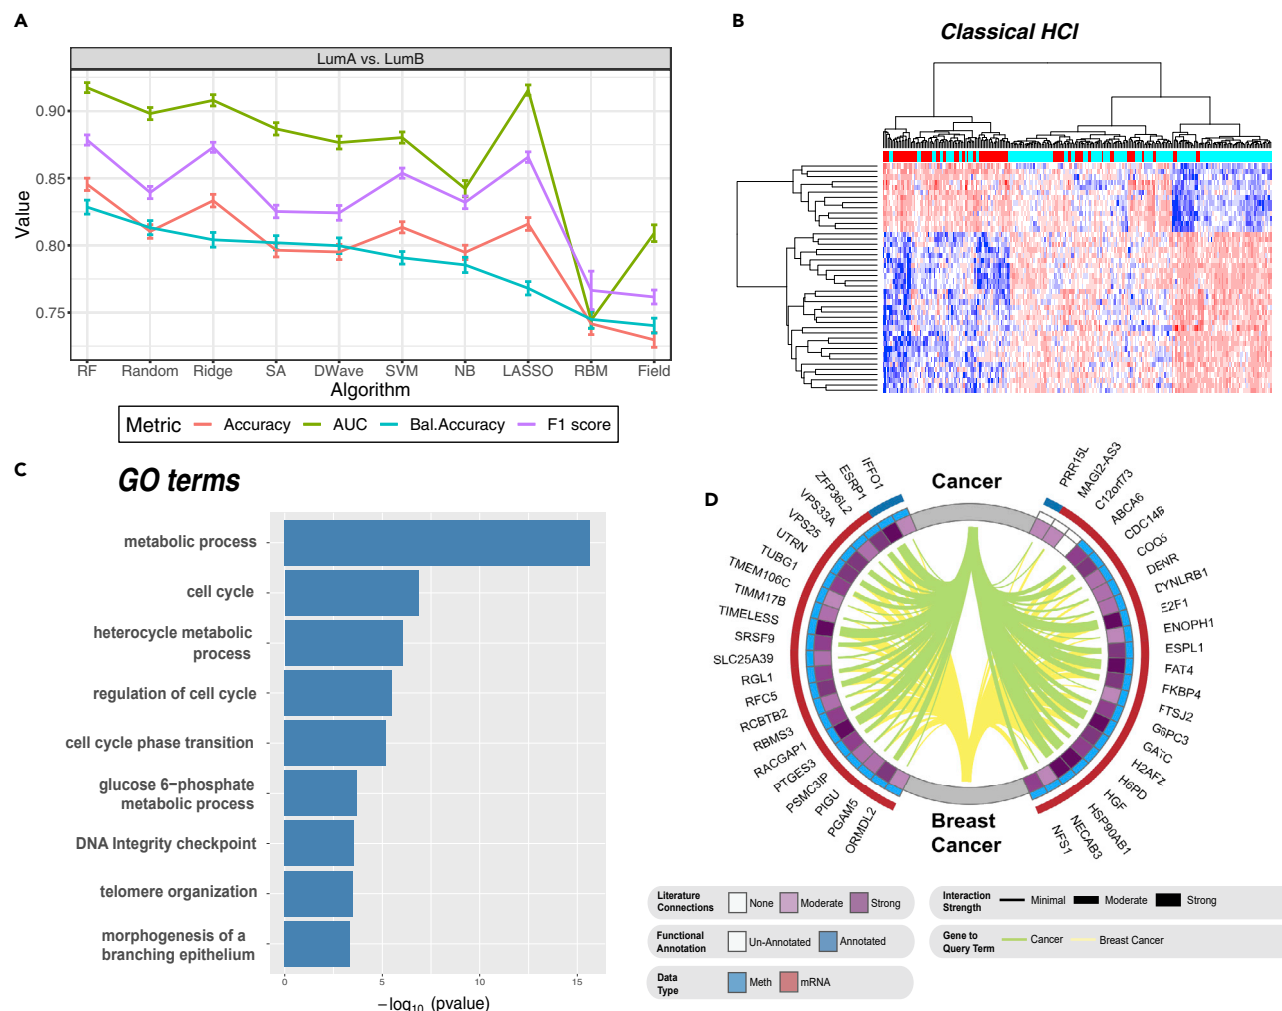 A
LumA vs. LumB
0.90
0.85
0.80
0.75
Value
RF Random Ridge SA DWave SVM NB LASSO RBM Field
Algorithm
Metric Accuracy AUC Bal.Accuracy F1 score
B
Classical HCl
C
GO terms
metabolic process
cell cycle
heterocycle metabolic
process
regulation of cell cycle
cell cycle phase transition
glucose 6−phosphate
metabolic process
DNA Integrity checkpoint
telomere organization
morphogenesis of a
branching epithelium
0 5 10 15
−log10 (pvalue)
D
Cancer
Breast
Cancer
IFFO1
ESRP1
ZFP36L2
VPS33A
VPS25
UTRN
TUBG1
TMEM106C
TIMM17B
TIMELESS
SRSF9
SLC25A39
RGL1
RFC5
RCBTB2
RBMS3
RACGAP1
PTGES3
PSMC3IP
PIGU
PGAM5
ORMDL2
PRR15L
MAGI2-AS3
C12orf73
ABCA6
CDC14B
COQ5
DENR
DYNLRB1
E2F1
ENOPH1
ESPL1
FAT4
FKBP4
FTSJ2
G6PC3
GATC
H2AFZ
H6PD
HGF
HSP90AB1
NECAB3
NFS1
Literature
Connections
None Moderate Strong
Functional
Annotation
Un-Annotated Annotated
Data
Type
Meth mRNA
Interaction
Strength
Minimal Moderate Strong
Gene to
Query Term
Cancer Breast Cancer